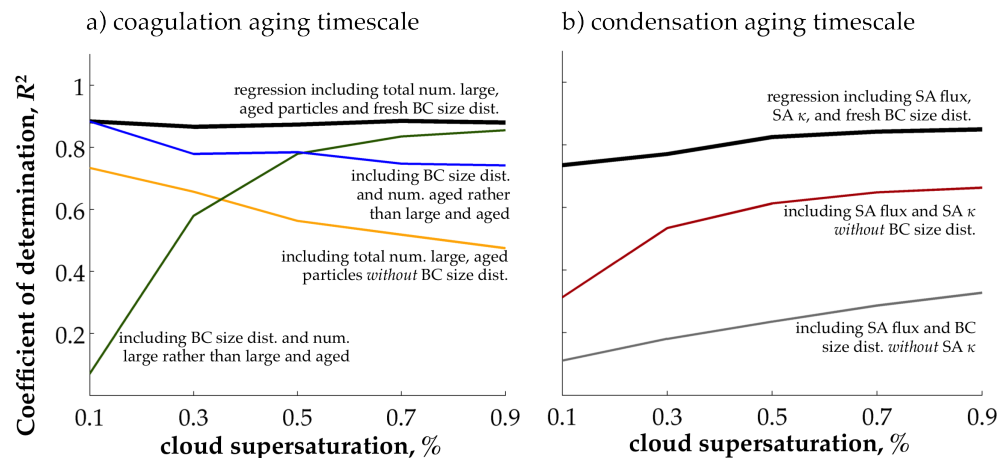 a) coagulation aging timescale
b) condensation aging timescale
Coefficient of determination, R²
1
0.8
0.6
0.4
0.2
regression including total num. large,
aged particles and fresh BC size dist.
including BC size dist.
and num. aged rather
than large and aged
including total num. large, aged
particles without BC size dist.
including BC size dist. and num.
large rather than large and aged
0.1
0.3
0.5
0.7
0.9
cloud supersaturation, %
regression including SA flux,
SA κ, and fresh BC size dist.
including SA flux and SA κ
without BC size dist.
including SA flux and BC
size dist. without SA κ
0.1
0.3
0.5
0.7
0.9
cloud supersaturation, %